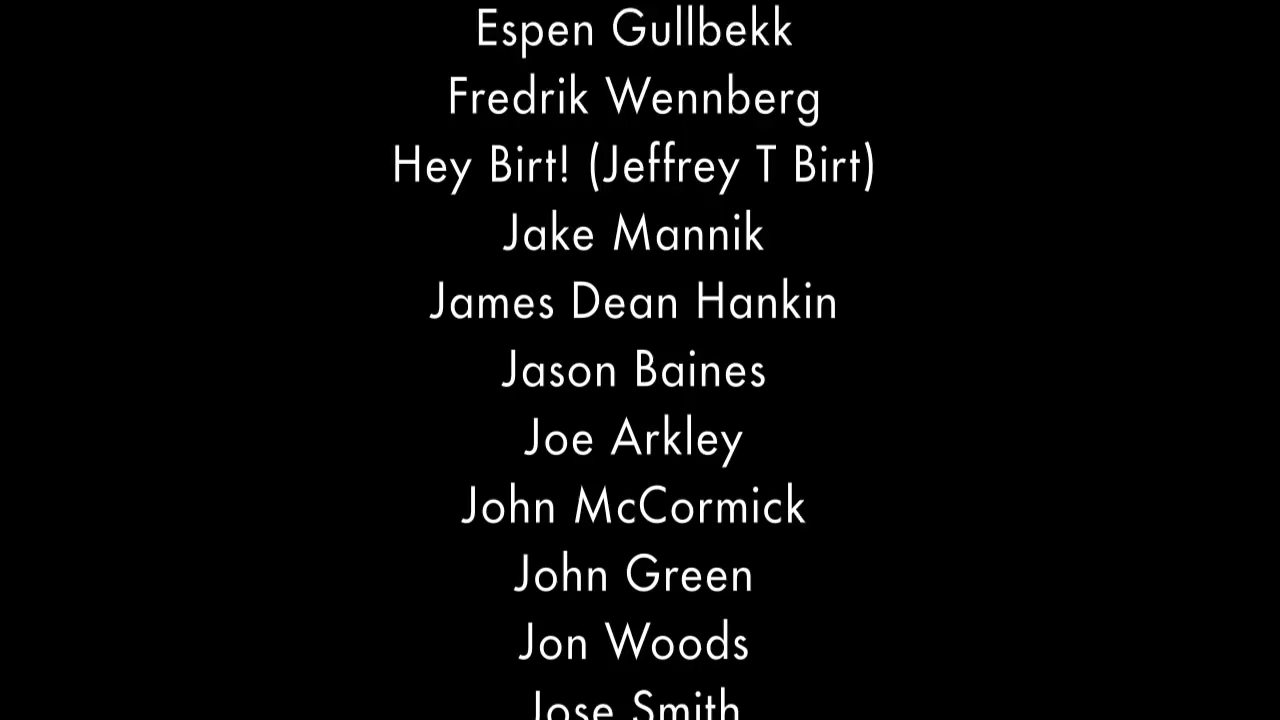 Espen Gullbekk
Fredrik Wennberg
Hey Birt! (Jeffrey T Birt)
Jake Mannik
James Dean Hankin
Jason Baines
Joe Arkley
John McCormick
John Green
Jon Woods
Jose Smith